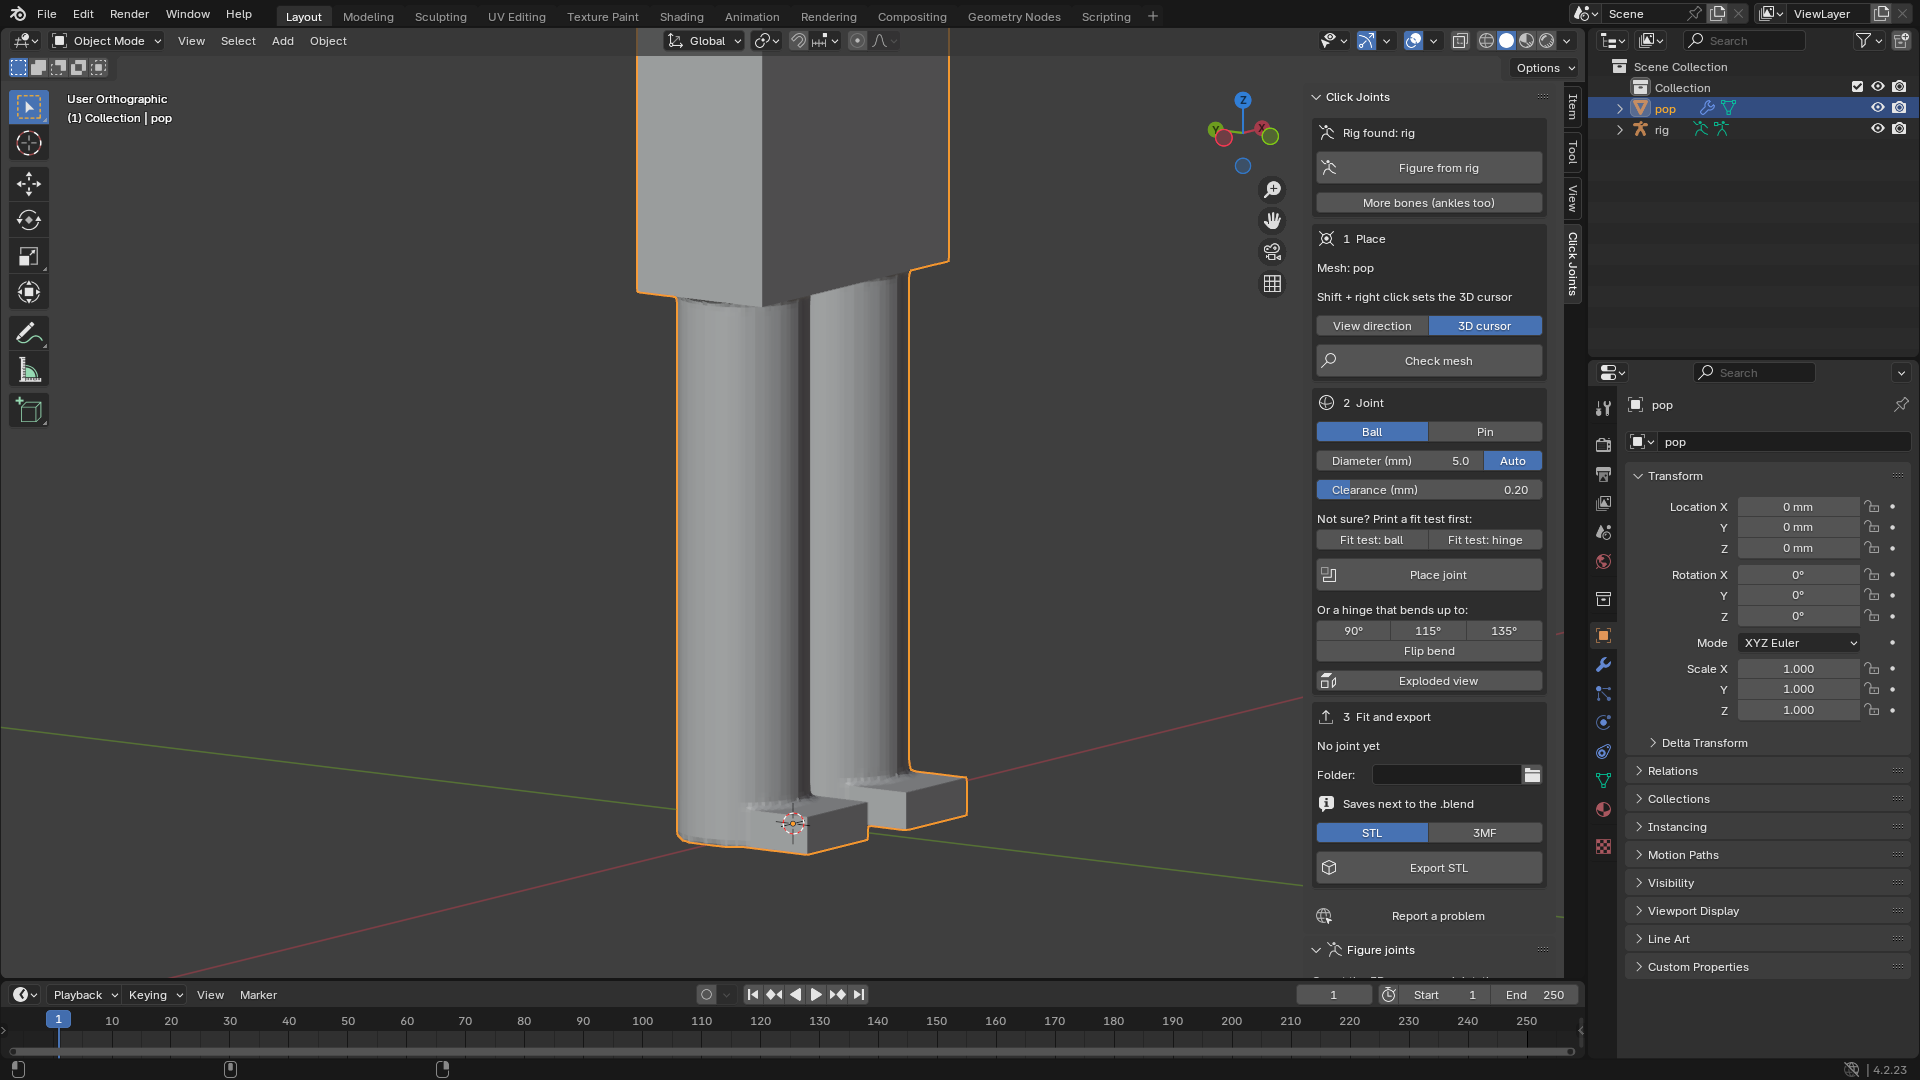 File Edit Render Window Help Layout Modeling Sculpting UV Editing Texture Paint Shading Animation Rendering Compositing Geometry Nodes Scripting Scene ViewLayer
Object Mode View Select Add Object Global Search
Options
User Orthographic
(1) Collection | pop
Z
Y
X
Click Joints
Rig found: rig
Figure from rig
More bones (ankles too)
1 Place
Mesh: pop
Shift + right click sets the 3D cursor
View direction 3D cursor
Check mesh
2 Joint
Ball Pin
Diameter (mm) 5.0 Auto
Clearance (mm) 0.20
Not sure? Print a fit test first:
Fit test: ball Fit test: hinge
Place joint
Or a hinge that bends up to:
90° 115° 135°
Flip bend
Exploded view
3 Fit and export
No joint yet
Folder:
Saves next to the .blend
STL 3MF
Export STL
Report a problem
Figure joints
Item
Tool
View
Click Joints
Scene Collection
Collection
pop
rig
Search
pop
pop
Transform
Location X 0 mm
Y 0 mm
Z 0 mm
Rotation X 0°
Y 0°
Z 0°
Mode XYZ Euler
Scale X 1.000
Y 1.000
Z 1.000
Delta Transform
Relations
Collections
Instancing
Motion Paths
Visibility
Viewport Display
Line Art
Custom Properties
Playback Keying View Marker 1 Start 1 End 250
1 10 20 30 40 50 60 70 80 90 100 110 120 130 140 150 160 170 180 190 200 210 220 230 240 250
4.2.23